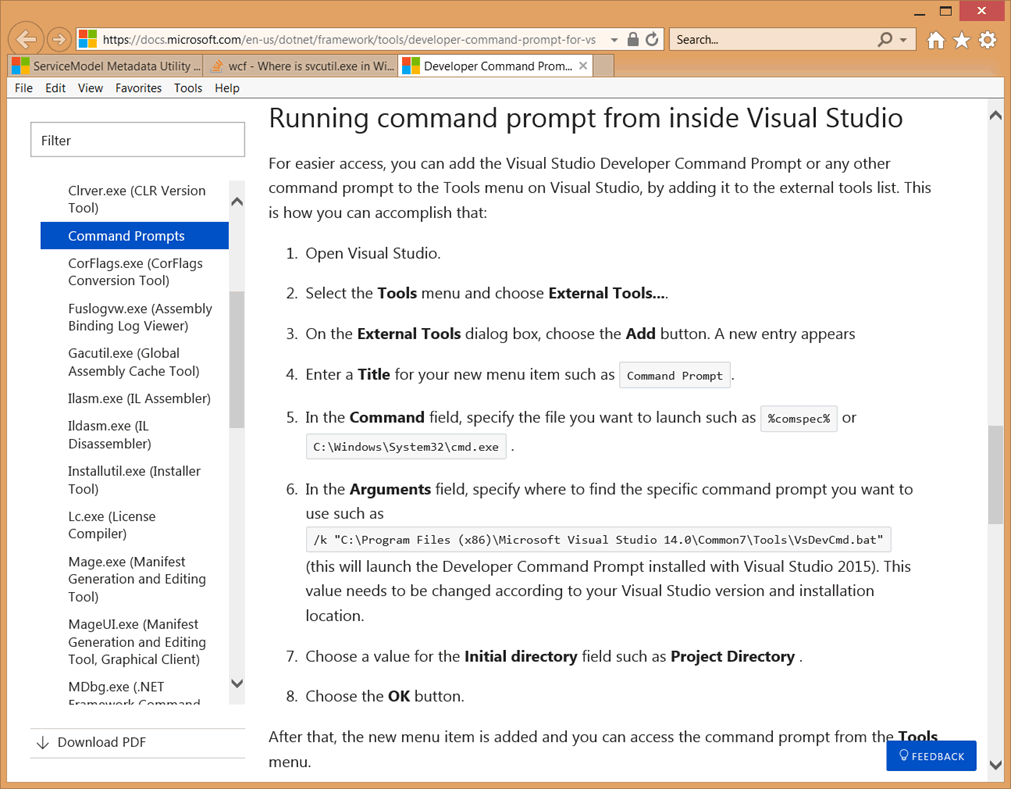 https://docs.microsoft.com/en-us/dotnet/framework/tools/developer-command-prompt-for-vs
Search...
ServiceModel Metadata Utility ...
wcf - Where is svcutil.exe in Wi...
Developer Command Prom...
File Edit View Favorites Tools Help
Filter
Clrver.exe (CLR Version
Tool)
Command Prompts
CorFlags.exe (CorFlags
Conversion Tool)
Fuslogvw.exe (Assembly
Binding Log Viewer)
Gacutil.exe (Global
Assembly Cache Tool)
Ilasm.exe (IL Assembler)
Ildasm.exe (IL
Disassembler)
Installutil.exe (Installer
Tool)
Lc.exe (License
Compiler)
Mage.exe (Manifest
Generation and Editing
Tool)
MageUI.exe (Manifest
Generation and Editing
Tool, Graphical Client)
MDbg.exe (.NET
Framework Command
Download PDF
Running command prompt from inside Visual Studio
For easier access, you can add the Visual Studio Developer Command Prompt or any other
command prompt to the Tools menu on Visual Studio, by adding it to the external tools list. This
is how you can accomplish that:
1. Open Visual Studio.
2. Select the Tools menu and choose External Tools....
3. On the External Tools dialog box, choose the Add button. A new entry appears
4. Enter a Title for your new menu item such as Command Prompt.
5. In the Command field, specify the file you want to launch such as %comspec% or
C:\Windows\System32\cmd.exe .
6. In the Arguments field, specify where to find the specific command prompt you want to
use such as
/k "C:\Program Files (x86)\Microsoft Visual Studio 14.0\Common7\Tools\VsDevCmd.bat"
(this will launch the Developer Command Prompt installed with Visual Studio 2015). This
value needs to be changed according to your Visual Studio version and installation
location.
7. Choose a value for the Initial directory field such as Project Directory .
8. Choose the OK button.
After that, the new menu item is added and you can access the command prompt from the Tools
menu.
FEEDBACK